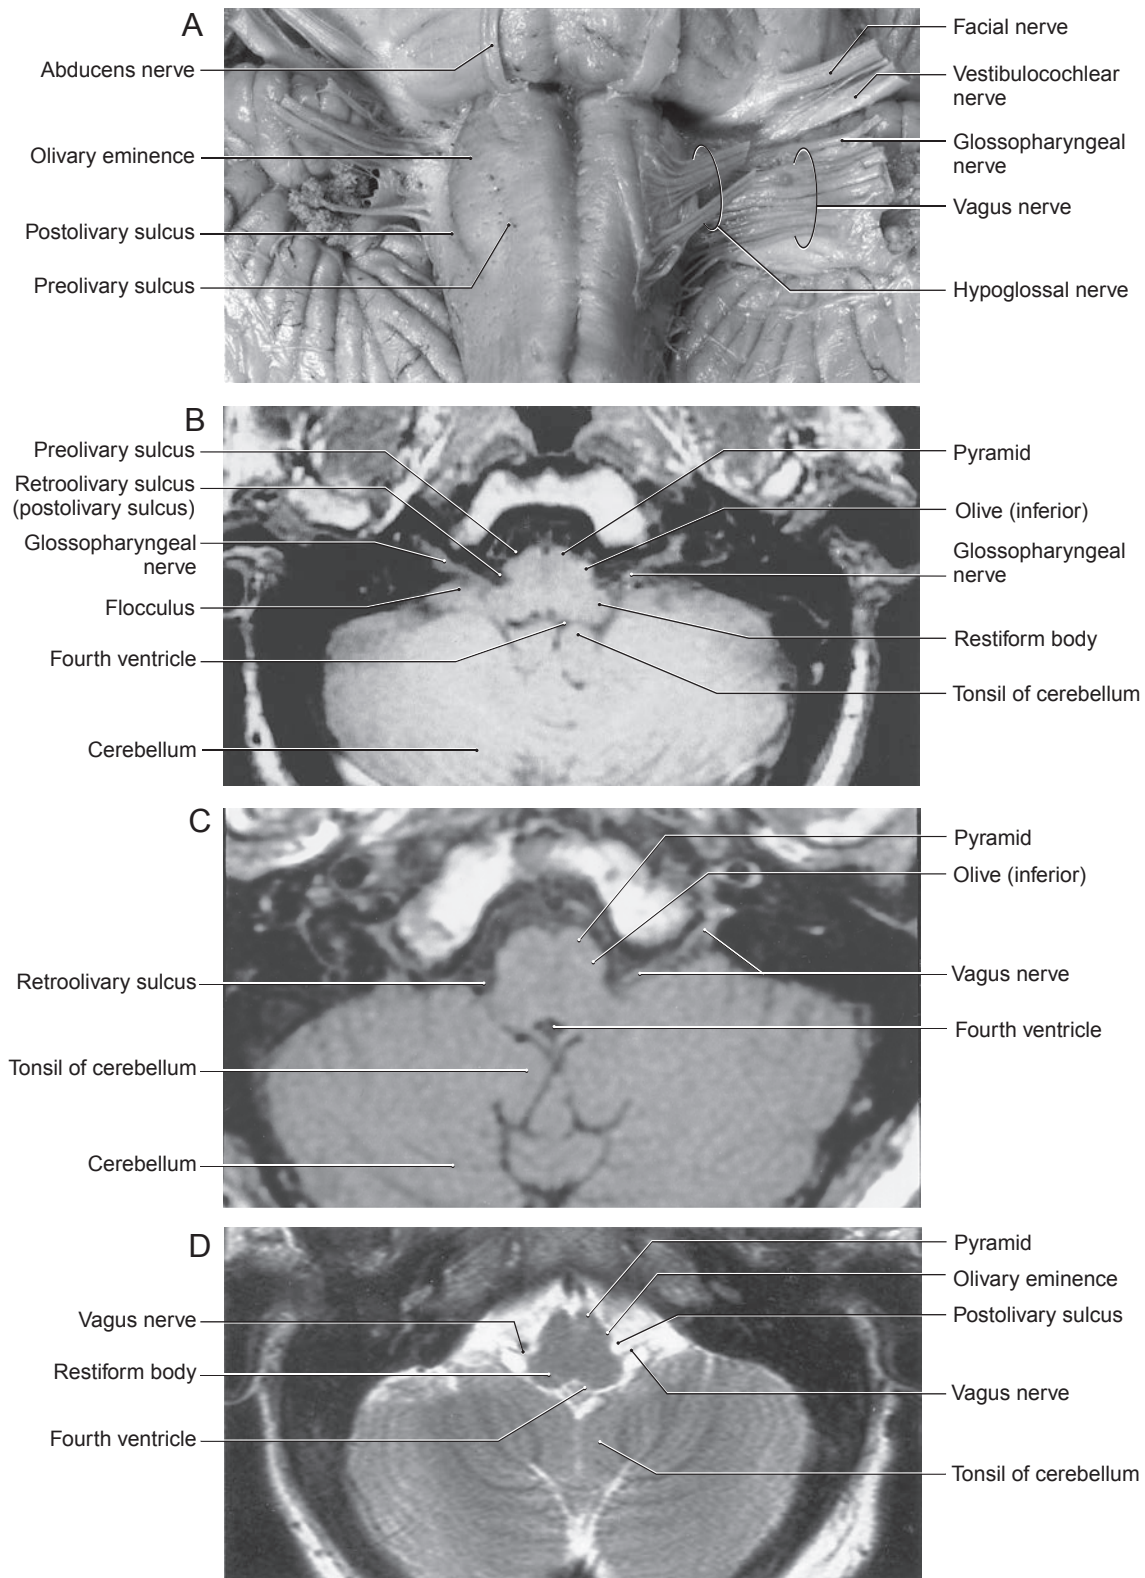 A
Abducens nerve
Olivary eminence
Postolivary sulcus
Preolivary sulcus
Facial nerve
Vestibulocochlear
nerve
Glossopharyngeal
nerve
Vagus nerve
Hypoglossal nerve
B
Preolivary sulcus
Retroolivary sulcus
(postolivary sulcus)
Glossopharyngeal
nerve
Flocculus
Fourth ventricle
Cerebellum
Pyramid
Olive (inferior)
Glossopharyngeal
nerve
Restiform body
Tonsil of cerebellum
C
Retroolivary sulcus
Tonsil of cerebellum
Cerebellum
Pyramid
Olive (inferior)
Vagus nerve
Fourth ventricle
D
Vagus nerve
Restiform body
Fourth ventricle
Pyramid
Olivary eminence
Postolivary sulcus
Vagus nerve
Tonsil of cerebellum